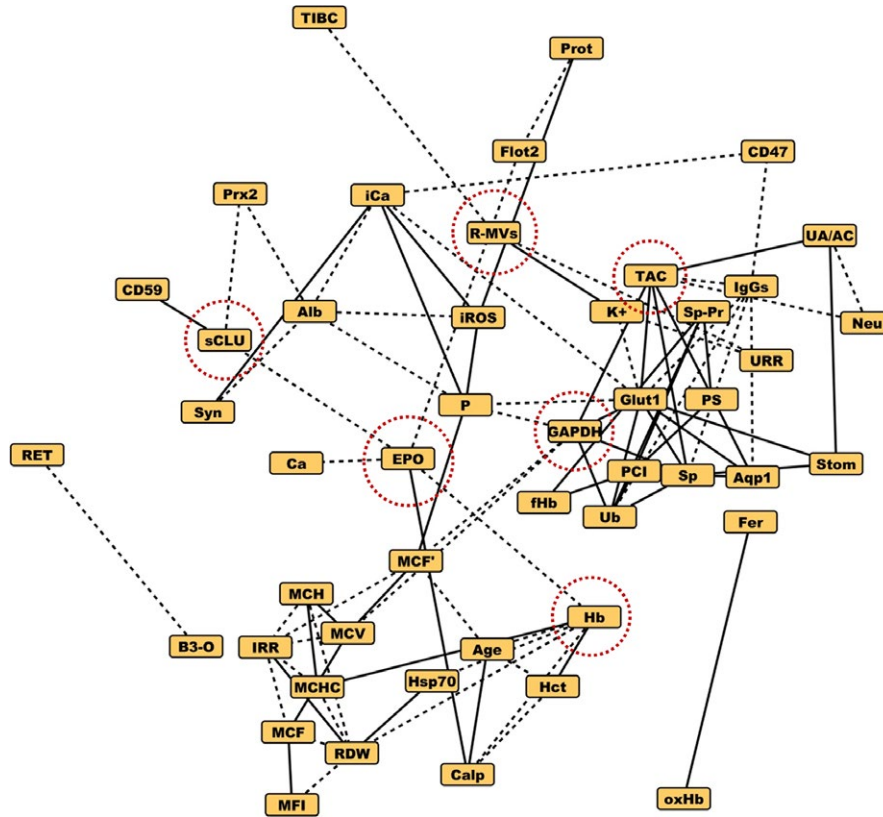 TIBC
Prot
Flot2
CD47
Prx2
iCa
R-MVs
UA/AC
TAC
IgGs
CD59
Alb
iROS
K+
Sp-Pr
Neu
sCLU
URR
Syn
P
Glut1
PS
GAPDH
RET
Ca
EPO
PCI
Sp
Aqp1
Stom
fHb
Ub
Fer
MCF'
MCH
Hb
B3-O
IRR
MCV
Age
MCHC
Hsp70
Hct
MCF
RDW
Calp
MFI
oxHb